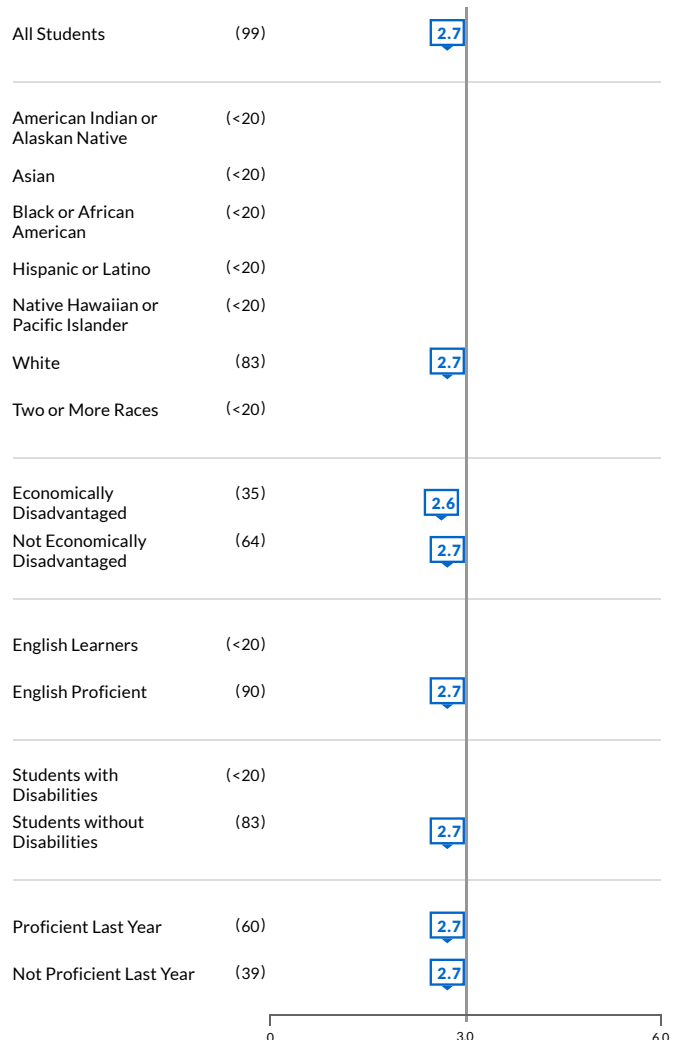 All Students (99) 2.7
American Indian or (<20)
Alaskan Native
Asian (<20)
Black or African (<20)
American
Hispanic or Latino (<20)
Native Hawaiian or (<20)
Pacific Islander
White (83) 2.7
Two or More Races (<20)
Economically (35) 2.6
Disadvantaged
Not Economically (64) 2.7
Disadvantaged
English Learners (<20)
English Proficient (90) 2.7
Students with (<20)
Disabilities
Students without (83) 2.7
Disabilities
Proficient Last Year (60) 2.7
Not Proficient Last Year (39) 2.7
0 3.0 6.0